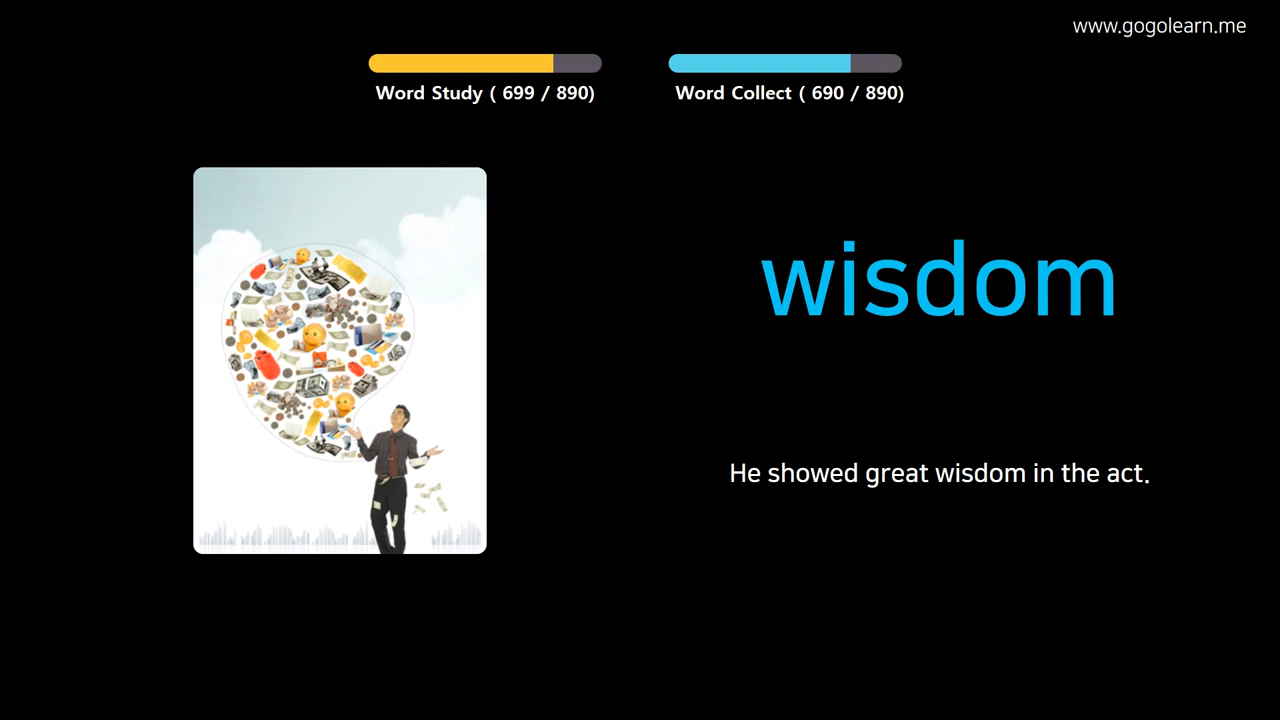 www.gogolearn.me
Word Study ( 699 / 890)
Word Collect ( 690 / 890)
wisdom
He showed great wisdom in the act.